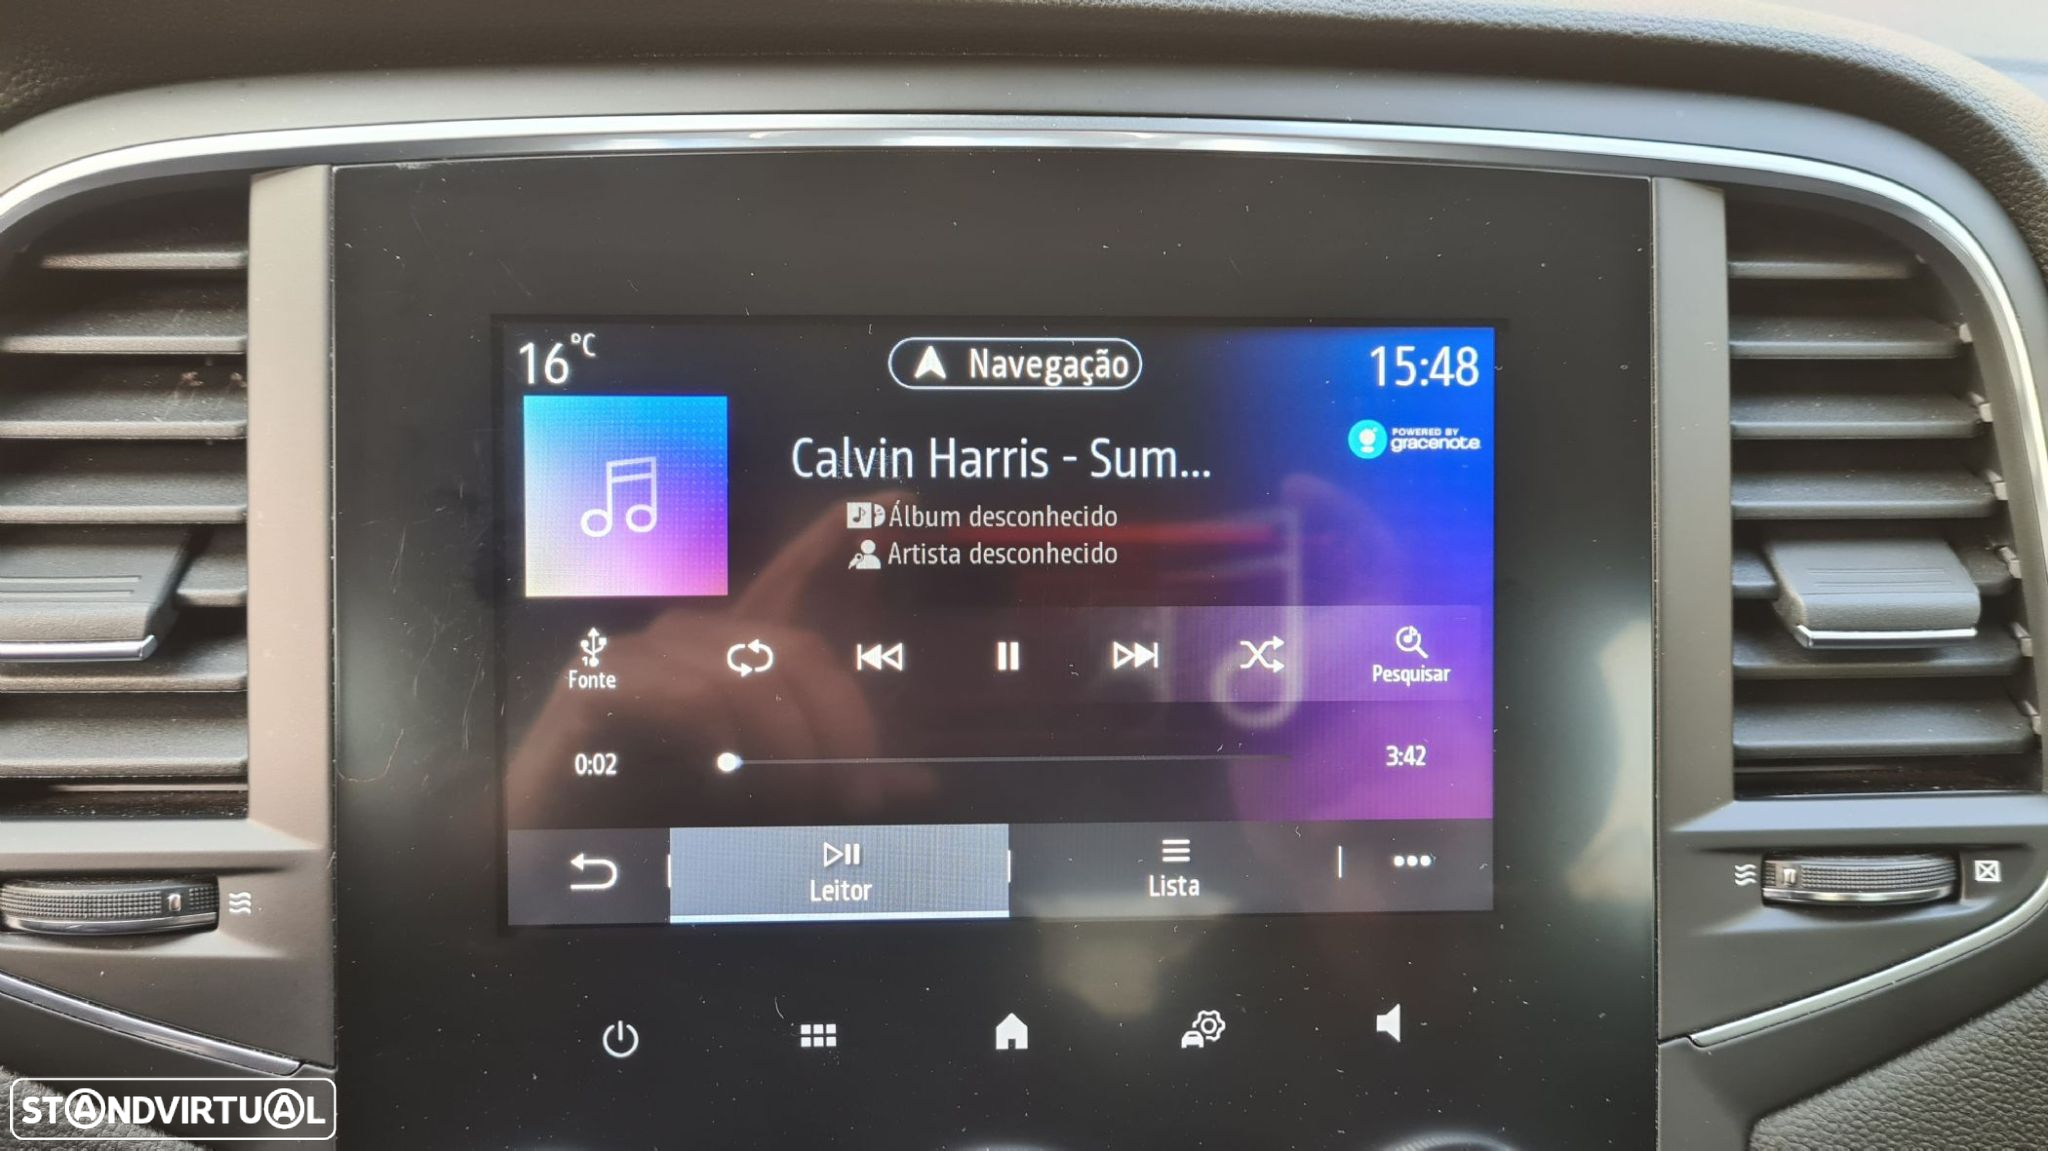 16°C
Navegação
15:48
POWERED BY
gracenote
Calvin Harris - Sum...
Álbum desconhecido
Artista desconhecido
1
Fonte
Pesquisar
0:02
3:42
Leitor
Lista
STANDVIRTUAL